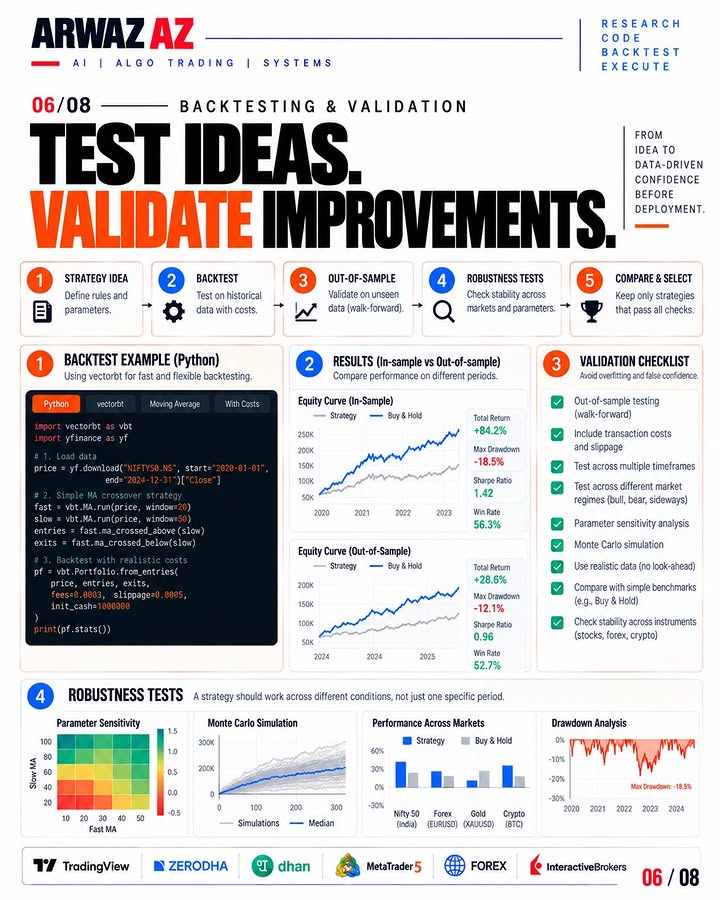 ARWAZ AZ
AI | ALGO TRADING | SYSTEMS
RESEARCH
CODE
BACKTEST
EXECUTE
06/08
BACKTESTING & VALIDATION
TEST IDEAS.
VALIDATE IMPROVEMENTS.
FROM
IDEA TO
DATA-DRIVEN
CONFIDENCE
BEFORE
DEPLOYMENT.
1
STRATEGY IDEA
Define rules and
parameters.
2
BACKTEST
Test on historical
data with costs.
3
OUT-OF-SAMPLE
Validate on unseen
data (walk-forward).
4
ROBUSTNESS TESTS
Check stability across
markets and parameters.
5
COMPARE & SELECT
Keep only strategies
that pass all checks.
1
BACKTEST EXAMPLE (Python)
Using vectorbt for fast and flexible backtesting.
Python vectorbt Moving Average With Costs
import vectorbt as vbt
import yfinance as yf
# 1. Load data
price = yf.download("NIFTY50.NS", start="2020-01-01",
end="2024-12-31")["Close"]
# 2. Simple MA crossover strategy
fast = vbt.MA.run(price, window=20)
slow = vbt.MA.run(price, window=50)
entries = fast.ma_crossed_above(slow)
exits = fast.ma_crossed_below(slow)
# 3. Backtest with realistic costs
pf = vbt.Portfolio.from_entries(
price, entries, exits,
fees=0.0003, slippage=0.0005,
init_cash=1000000
)
print(pf.stats())
2
RESULTS (In-sample vs Out-of-sample)
Compare performance on different periods.
Equity Curve (In-Sample)
Strategy Buy & Hold
250K
200K
150K
100K
50K
2020 2021 2022 2023
Total Return
+84.2%
Max Drawdown
-18.5%
Sharpe Ratio
1.42
Win Rate
56.3%
Equity Curve (Out-of-Sample)
Strategy Buy & Hold
200K
150K
100K
50K
2024 2024 2025
Total Return
+28.6%
Max Drawdown
-12.1%
Sharpe Ratio
0.96
Win Rate
52.7%
3
VALIDATION CHECKLIST
Avoid overfitting and false confidence.
Out-of-sample testing
(walk-forward)
Include transaction costs
and slippage
Test across multiple timeframes
Test across different market
regimes (bull, bear, sideways)
Parameter sensitivity analysis
Monte Carlo simulation
Use realistic data (no look-ahead)
Compare with simple benchmarks
(e.g., Buy & Hold)
Check stability across instruments
(stocks, forex, crypto)
4
ROBUSTNESS TESTS
A strategy should work across different conditions, not just one specific period.
Parameter Sensitivity
Slow MA
100
80
60
40
20
10 20 30 40 50
Fast MA
1.5
1.0
0.5
0.0
-0.5
Monte Carlo Simulation
300K
200K
0
0 100 200 300
Simulations Median
Performance Across Markets
Strategy Buy & Hold
60%
30%
0%
-30%
Nifty 50 Forex Gold Crypto
(India) (EURUSD) (XAUUSD) (BTC)
Drawdown Analysis
0%
-10%
-20%
-30%
Max Drawdown: -18.5%
2020 2021 2022 2023 2024
TradingView
ZERODHA
dhan
MetaTrader 5
FOREX
InteractiveBrokers
06 / 08